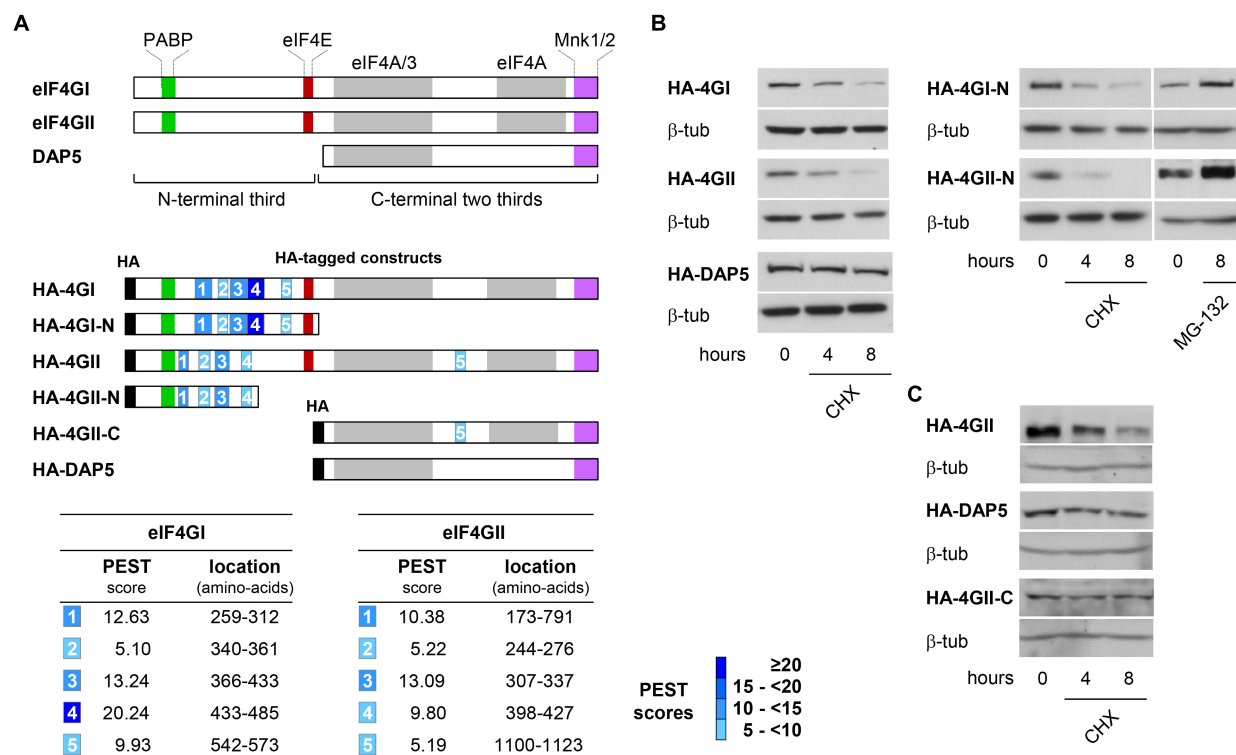 A
PABP eIF4E Mnk1/2
eIF4A/3 eIF4A
eIF4GI
eIF4GII
DAP5
N-terminal third C-terminal two thirds
HA HA-tagged constructs
HA-4GI 1 2 3 4 5
HA-4GI-N 1 2 3 4 5
HA-4GII 1 2 3 4 5
HA-4GII-N 1 2 3 4
HA
HA-4GII-C 5
HA-DAP5
eIF4GI
PEST location
score (amino-acids)
1 12.63 259-312
2 5.10 340-361
3 13.24 366-433
4 20.24 433-485
5 9.93 542-573
eIF4GII
PEST location
score (amino-acids)
1 10.38 173-791
2 5.22 244-276
3 13.09 307-337
4 9.80 398-427
5 5.19 1100-1123
PEST
scores
≥20
15 - <20
10 - <15
5 - <10
B
HA-4GI
β-tub
HA-4GII
β-tub
HA-DAP5
β-tub
hours 0 4 8
CHX
HA-4GI-N
β-tub
HA-4GII-N
β-tub
hours 0 4 8 0 8
CHX MG-132
C
HA-4GII
β-tub
HA-DAP5
β-tub
HA-4GII-C
β-tub
hours 0 4 8
CHX